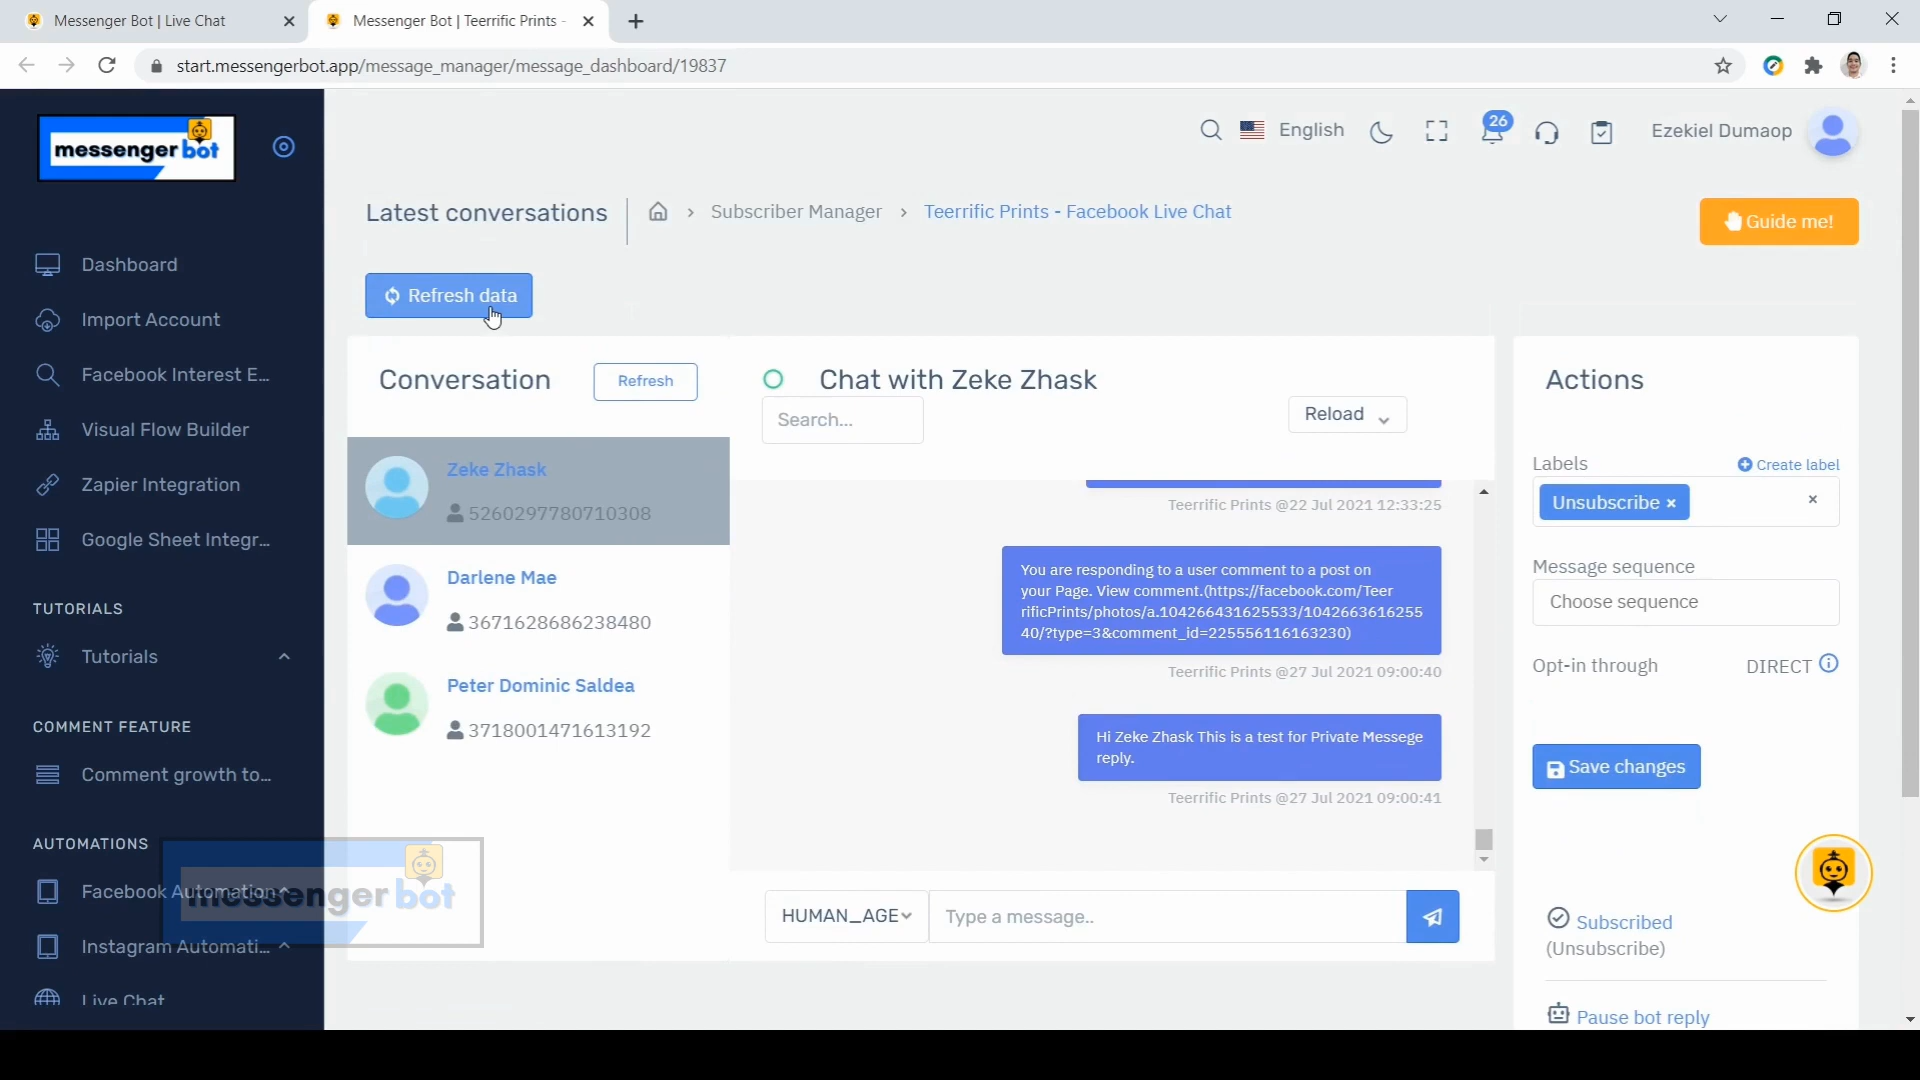 Messenger Bot | Live Chat
Messenger Bot | Teerrific Prints -
start.messengerbot.app/message_manager/message_dashboard/19837
messenger bot
English
26
Ezekiel Dumaop
Latest conversations
Subscriber Manager
Teerrific Prints - Facebook Live Chat
Guide me!
Refresh data
Dashboard
Import Account
Facebook Interest E...
Visual Flow Builder
Zapier Integration
Google Sheet Integr...
TUTORIALS
Tutorials
COMMENT FEATURE
Comment growth to...
AUTOMATIONS
Facebook Automation
Instagram Automati...
Live Chat
messenger bot
Conversation
Refresh
Zeke Zhask
5260297780710308
Darlene Mae
3671628686238480
Peter Dominic Saldea
3718001471613192
Chat with Zeke Zhask
Search...
Reload
Teerrific Prints @22 Jul 2021 12:33:25
You are responding to a user comment to a post on
your Page. View comment.(https://facebook.com/Teer
rificPrints/photos/a.104266431625533/1042663616255
40/?type=3&comment_id=225556116163230)
Teerrific Prints @27 Jul 2021 09:00:40
Hi Zeke Zhask This is a test for Private Messege
reply.
Teerrific Prints @27 Jul 2021 09:00:41
HUMAN_AGE
Type a message..
Actions
Labels
Create label
Unsubscribe ×
×
Message sequence
Choose sequence
Opt-in through
DIRECT
Save changes
Subscribed
(Unsubscribe)
Pause bot reply